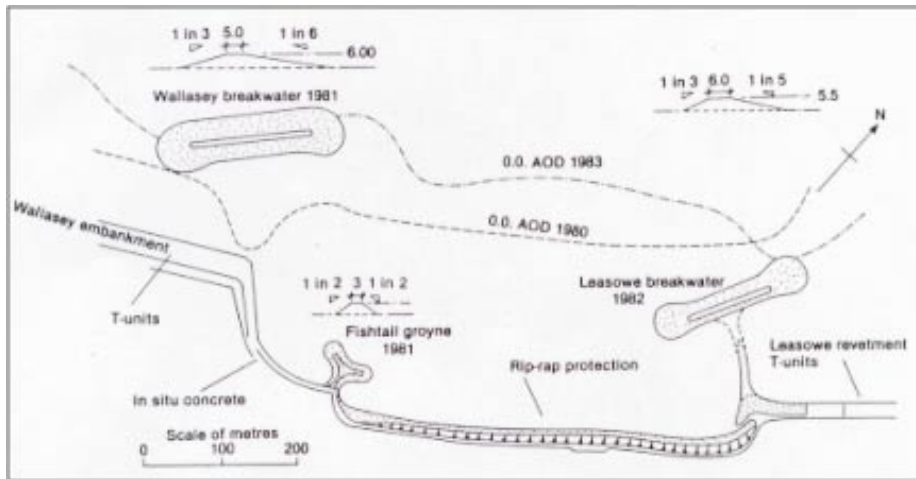 1 in 3 5.0 1 in 6
6.00
Wallasey breakwater 1981
1 in 3 6.0 1 in 5
5.5
N
0.0. AOD 1983
0.0. AOD 1980
Wallasey embankment
T-units
1 in 2 3 1 in 2
Fishtail groyne
1981
Leasowe breakwater
1982
Rip-rap protection
Leasowe revetment
T-units
In situ concrete
Scale of metres
0 100 200